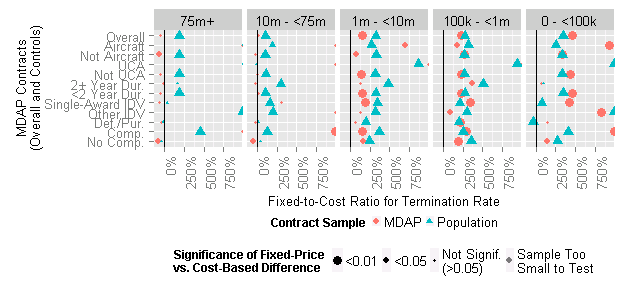 75m+ 10m - <75m 1m - <10m 100k - <1m 0 - <100k
MDAP Contracts
(Overall and Controls)
Overall
Aircraft
Not Aircraft
UCA
Not UCA
2+ Year Dur.
<2 Year Dur.
Single-Award IDV
Other IDV
Def/Pur.
Comp.
No Comp.
0% 250% 500% 750% 0% 250% 500% 750% 0% 250% 500% 750% 0% 250% 500% 750% 0% 250% 500% 750%
Fixed-to-Cost Ratio for Termination Rate
Contract Sample MDAP Population
Significance of Fixed-Price
vs. Cost-Based Difference
<0.01 <0.05
Not Signif.
(>0.05)
Sample Too
Small to Test